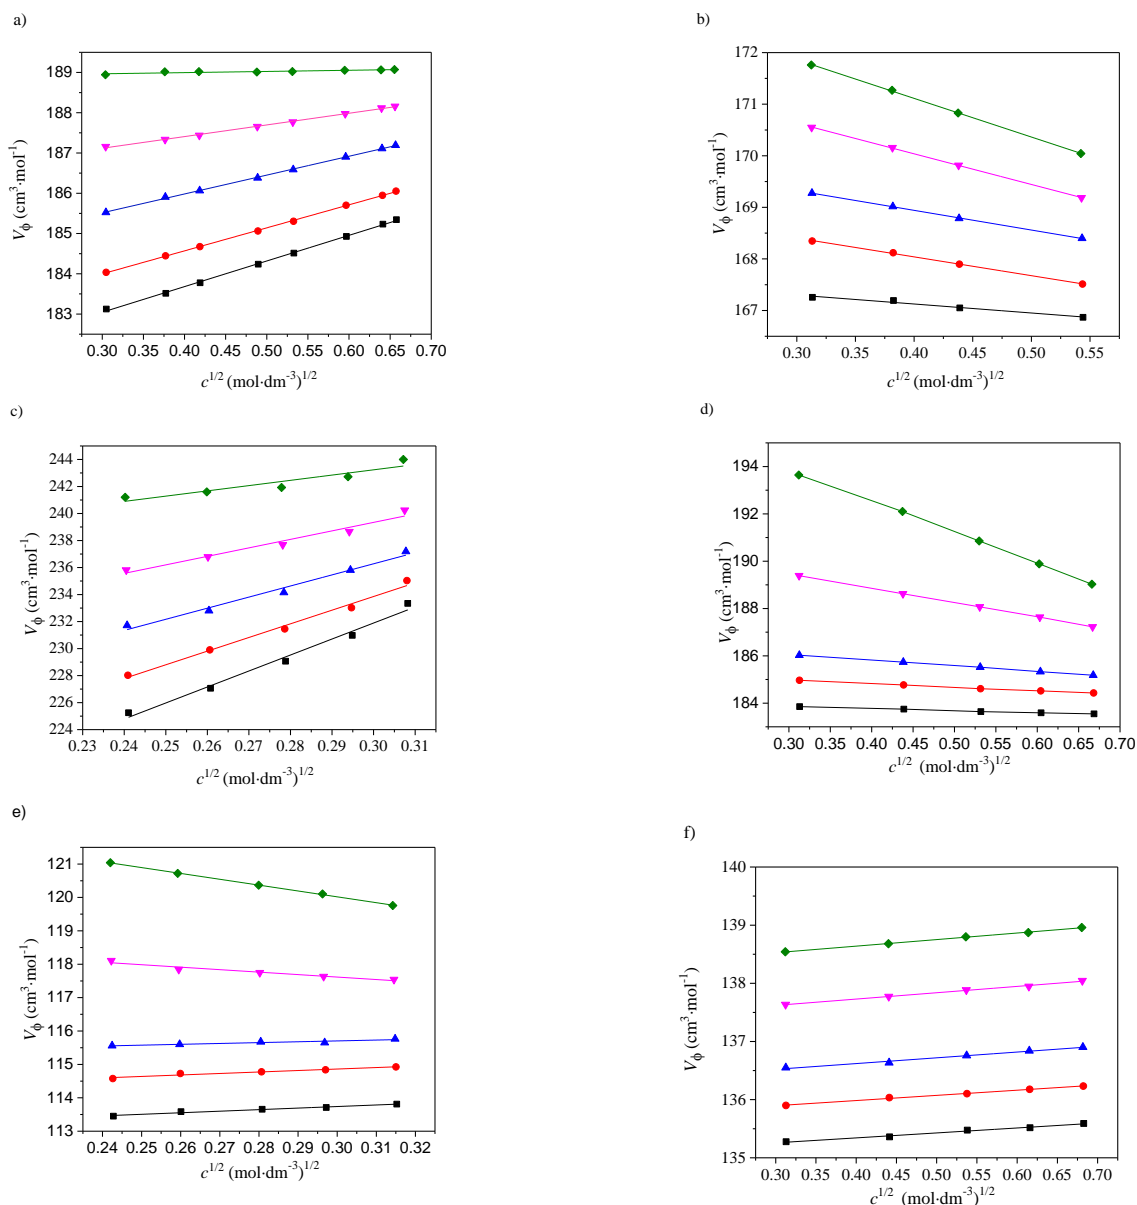 a)
189
188
187
186
185
184
183
V_ϕ (cm³·mol⁻¹)
0.30 0.35 0.40 0.45 0.50 0.55 0.60 0.65 0.70
c^{1/2} (mol·dm⁻³)^{1/2}
b)
172
171
170
169
168
167
V_ϕ (cm³·mol⁻¹)
0.30 0.35 0.40 0.45 0.50 0.55
c^{1/2} (mol·dm⁻³)^{1/2}
c)
244
242
240
238
236
235
234
232
230
231
229
228
226
225
224
V_ϕ (cm³·mol⁻¹)
0.23 0.24 0.25 0.26 0.27 0.28 0.29 0.30 0.31
c^{1/2} (mol·dm⁻³)^{1/2}
d)
194
192
190
188
186
184
V_ϕ (cm³·mol⁻¹)
0.30 0.35 0.40 0.45 0.50 0.55 0.60 0.65 0.70
c^{1/2} (mol·dm⁻³)^{1/2}
e)
121
120
118
117
116
115
114
113
V_ϕ (cm³·mol⁻¹)
0.24 0.25 0.26 0.27 0.28 0.29 0.30 0.31 0.32
c^{1/2} (mol·dm⁻³)^{1/2}
f)
140
139
138
137
136
135
V_ϕ (cm³·mol⁻¹)
0.30 0.35 0.40 0.45 0.50 0.55 0.60 0.65 0.70
c^{1/2} (mol·dm⁻³)^{1/2}